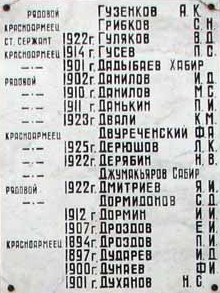 РЯДОВОЙ ГУЗЕНКОВ А.К
КРАСНОАРМЕЕЦ ГРИБКОВ С.Н.
СТ. СЕРЖАНТ 1922г. ГУЛЯКОВ В.Д.
КРАСНОАРМЕЕЦ 1914г. ГУСЕВ П.С.
—·— 1901г. ДАДЫБАЕВ ХАБИР
РЯДОВОЙ 1902г. ДАНИЛОВ И.Д.
—·— 1910г. ДАНИЛОВ М.С.
—·— 1911г. ДАНЬКИН Л.И.
—·— 1923г. ДВАЛИ К.М.
КРАСНОАРМЕЕЦ ДВУРЕЧЕНСКИЙ Ф.Я.
—·— 1925г. ДЕРЮШОВ Л.К.
—·— 1922г. ДЕРЯБИН Н.В.
—·— ДЖУМАКЬЯРОВ САБИР
РЯДОВОЙ 1922г. ДМИТРИЕВ Я.И.
ДОРМИДОНОВ С.Д.
1912г ДОРМИН И.И
1907г. ДРОЗДОВ Е.И.
КРАСНОАРМЕЕЦ 1894г. ДРОЗДОВ П.И.
1897г. ДУДАРЕВ И.Д
1900г. ДУНАЕВ Ф.И
1901г. ДУХАНОВ Н.С